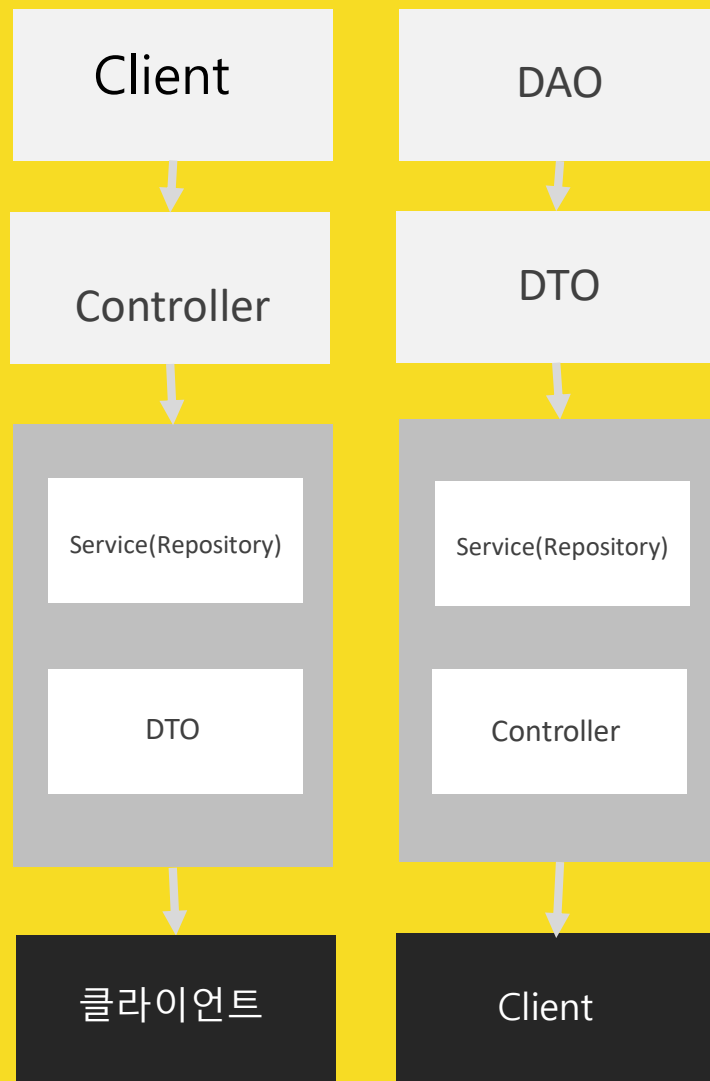 Client
Controller
Service(Repository)
DTO
클라이언트
DAO
DTO
Service(Repository)
Controller
Client